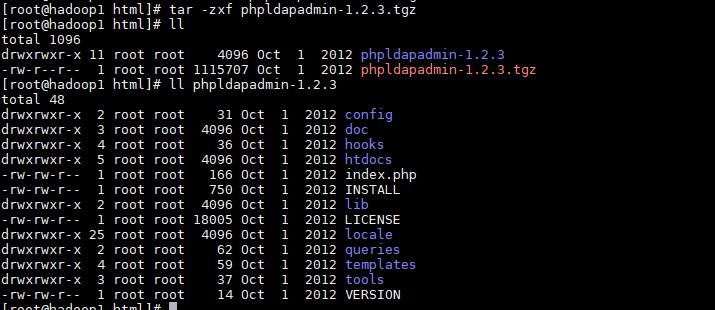 [root@hadoop1 html]# tar -zxf phpldapadmin-1.2.3.tgz
[root@hadoop1 html]# ll
total 1096
drwxrwxr-x 11 root root    4096 Oct  1  2012 phpldapadmin-1.2.3
-rw-r--r--  1 root root 1115707 Oct  1  2012 phpldapadmin-1.2.3.tgz
[root@hadoop1 html]# ll phpldapadmin-1.2.3
total 48
drwxrwxr-x  2 root root    31 Oct  1  2012 config
drwxrwxr-x  3 root root  4096 Oct  1  2012 doc
drwxrwxr-x  4 root root    36 Oct  1  2012 hooks
drwxrwxr-x  5 root root  4096 Oct  1  2012 htdocs
-rw-rw-r--  1 root root   166 Oct  1  2012 index.php
-rw-rw-r--  1 root root   750 Oct  1  2012 INSTALL
drwxrwxr-x  2 root root  4096 Oct  1  2012 lib
-rw-rw-r--  1 root root 18005 Oct  1  2012 LICENSE
drwxrwxr-x 25 root root  4096 Oct  1  2012 locale
drwxrwxr-x  2 root root    62 Oct  1  2012 queries
drwxrwxr-x  4 root root    59 Oct  1  2012 templates
drwxrwxr-x  3 root root    37 Oct  1  2012 tools
-rw-rw-r--  1 root root    14 Oct  1  2012 VERSION
[root@hadoop1 html]#